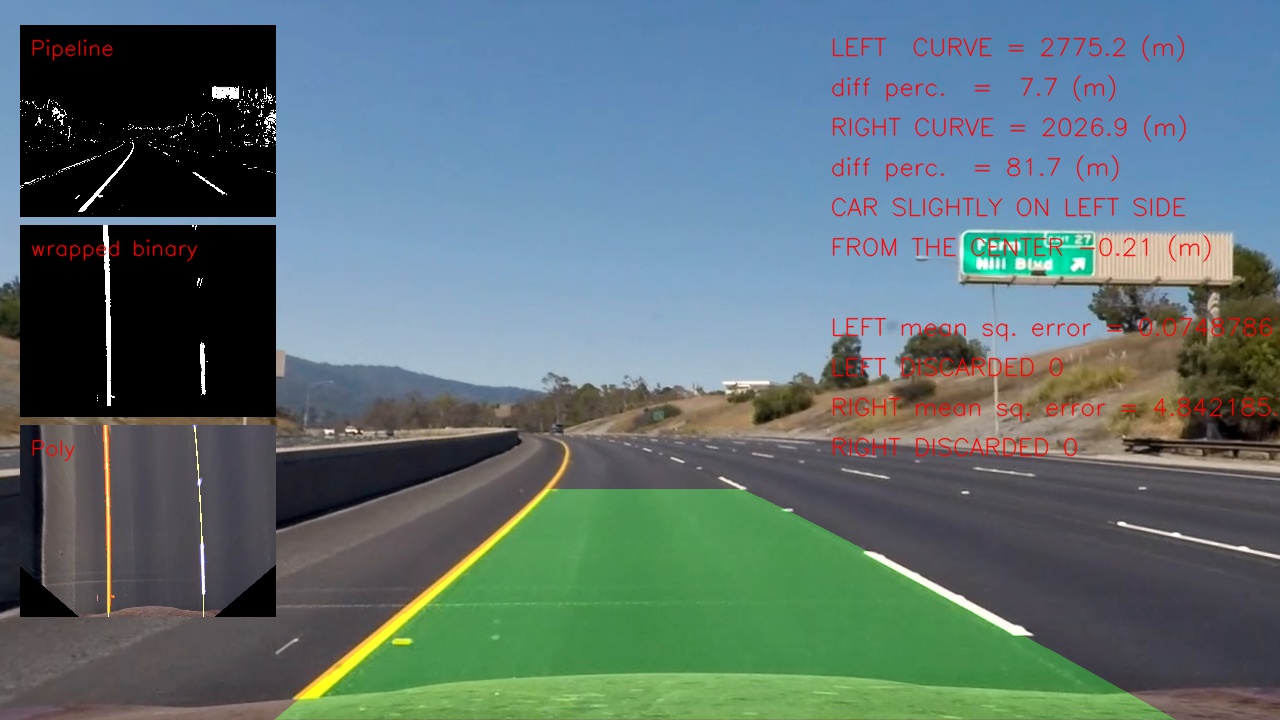 Pipeline
wrapped binary
Poly
LEFT CURVE = 2775.2 (m)
diff perc. = 7.7 (m)
RIGHT CURVE = 2026.9 (m)
diff perc. = 81.7 (m)
CAR SLIGHTLY ON LEFT SIDE
FROM THE CENTER -0.21 (m)
27
Hill Blvd
LEFT mean sq. error = 0.0748786
LEFT DISCARDED 0
RIGHT mean sq. error = 4.842185.
RIGHT DISCARDED 0